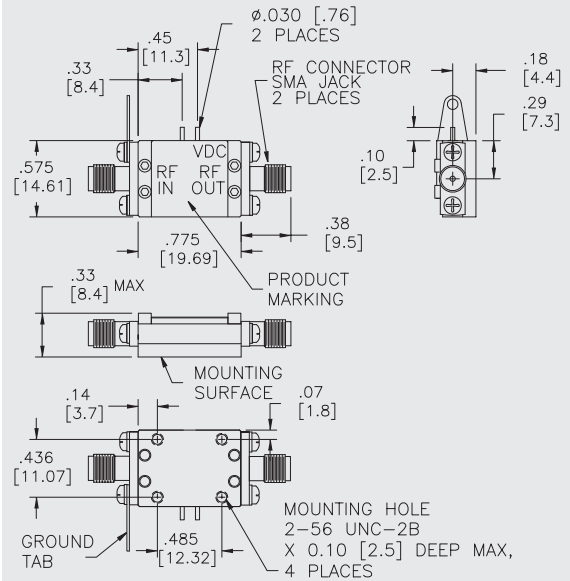 ø.030 [.76]
2 PLACES
.45
[11.3]
.33
[8.4]
RF CONNECTOR
SMA JACK
2 PLACES
.18
[4.4]
.29
[7.3]
.10
[2.5]
VDC
RF IN
RF OUT
.575
[14.61]
.775
[19.69]
.38
[9.5]
PRODUCT
MARKING
.33
[8.4] MAX
MOUNTING
SURFACE
.14
[3.7]
.07
[1.8]
.436
[11.07]
.485
[12.32]
GROUND
TAB
MOUNTING HOLE
2-56 UNC-2B
X 0.10 [2.5] DEEP MAX,
4 PLACES